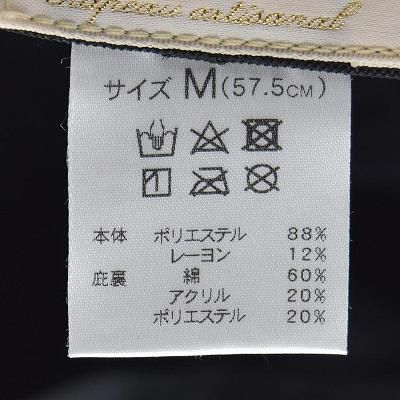 artisanal
サイズ M(57.5CM)
本体 ポリエステル 88%
レーヨン 12%
庇裏 綿 60%
アクリル 20%
ポリエステル 20%